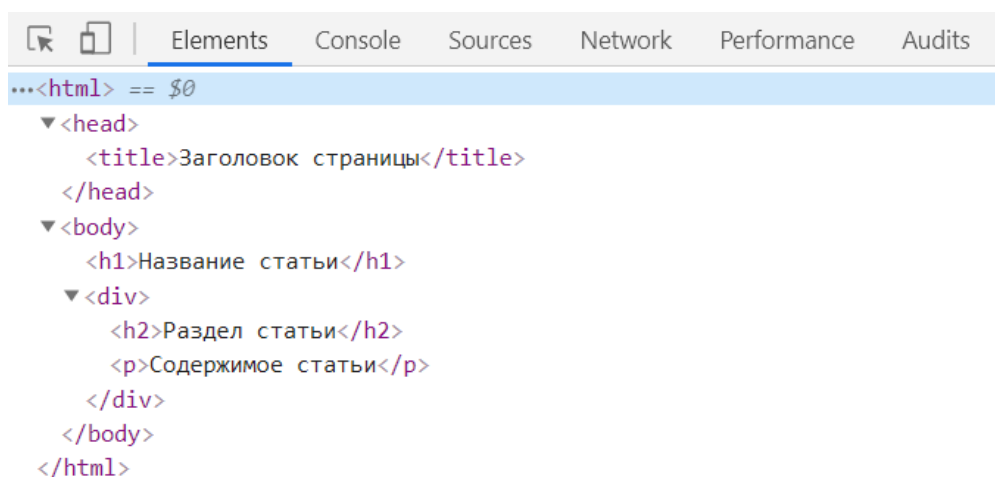 Elements Console Sources Network Performance Audits
•••<html> == $0
▼<head>
<title>Заголовок страницы</title>
</head>
▼<body>
<h1>Название статьи</h1>
▼<div>
<h2>Раздел статьи</h2>
<p>Содержимое статьи</p>
</div>
</body>
</html>